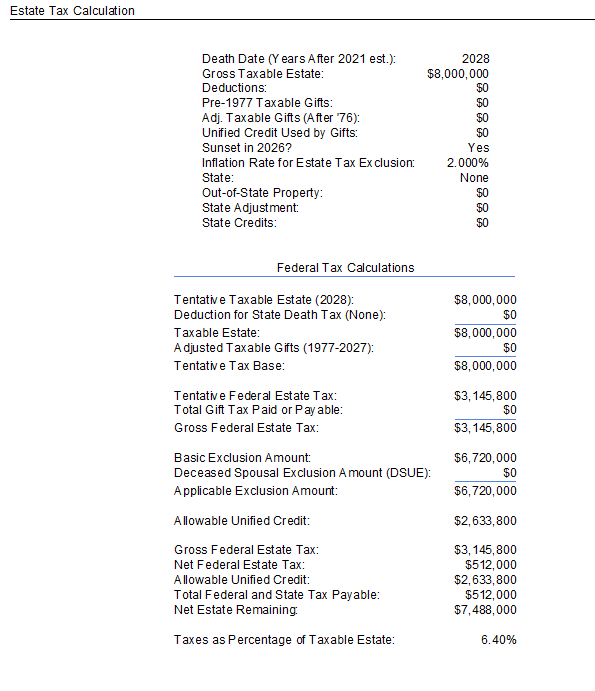 Estate Tax Calculation
Death Date (Years After 2021 est.): 2028
Gross Taxable Estate: $8,000,000
Deductions: $0
Pre-1977 Taxable Gifts: $0
Adj. Taxable Gifts (After '76): $0
Unified Credit Used by Gifts: $0
Sunset in 2026? Yes
Inflation Rate for Estate Tax Exclusion: 2.000%
State: None
Out-of-State Property: $0
State Adjustment: $0
State Credits: $0
Federal Tax Calculations
Tentative Taxable Estate (2028): $8,000,000
Deduction for State Death Tax (None): $0
Taxable Estate: $8,000,000
Adjusted Taxable Gifts (1977-2027): $0
Tentative Tax Base: $8,000,000
Tentative Federal Estate Tax: $3,145,800
Total Gift Tax Paid or Payable: $0
Gross Federal Estate Tax: $3,145,800
Basic Exclusion Amount: $6,720,000
Deceased Spousal Exclusion Amount (DSUE): $0
Applicable Exclusion Amount: $6,720,000
Allowable Unified Credit: $2,633,800
Gross Federal Estate Tax: $3,145,800
Net Federal Estate Tax: $512,000
Allowable Unified Credit: $2,633,800
Total Federal and State Tax Payable: $512,000
Net Estate Remaining: $7,488,000
Taxes as Percentage of Taxable Estate: 6.40%